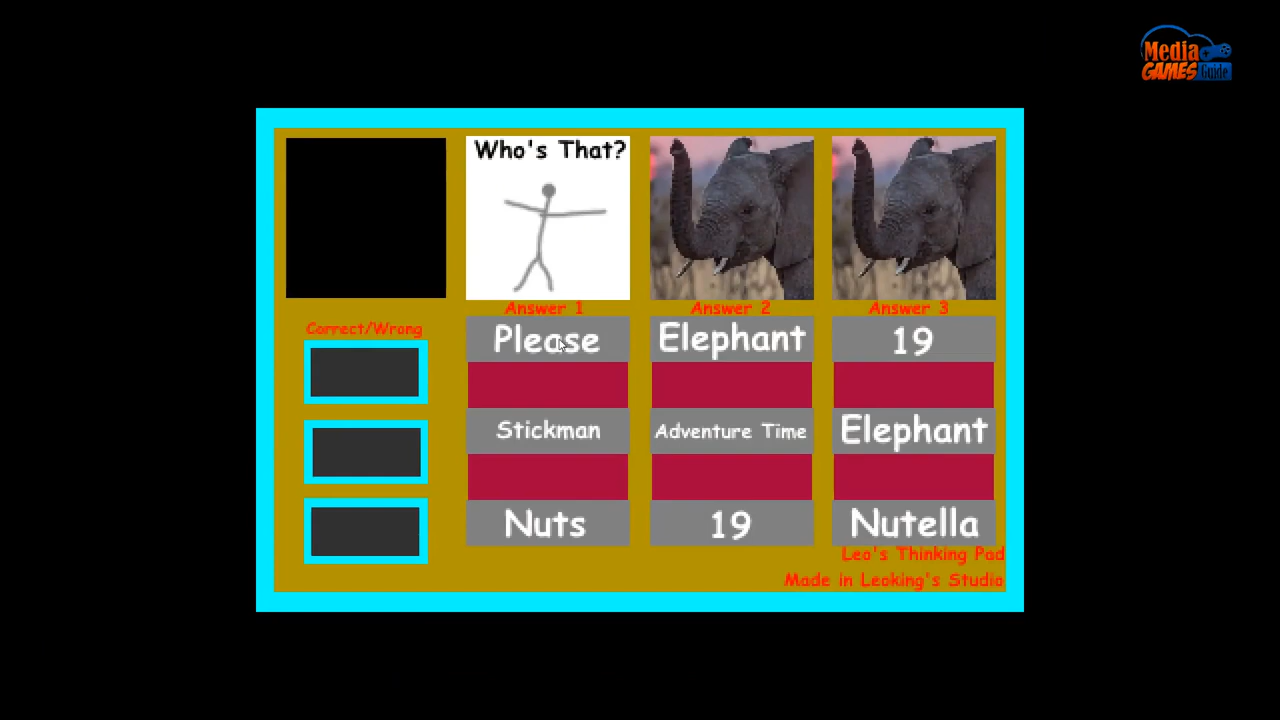 Media
GAMES Guide
Who's That?
Answer 1
Answer 2
Answer 3
Correct/Wrong
Please
Elephant
19
Stickman
Adventure Time
Elephant
Nuts
19
Nutella
Leo's Thinking Pad
Made in Leoking's Studio